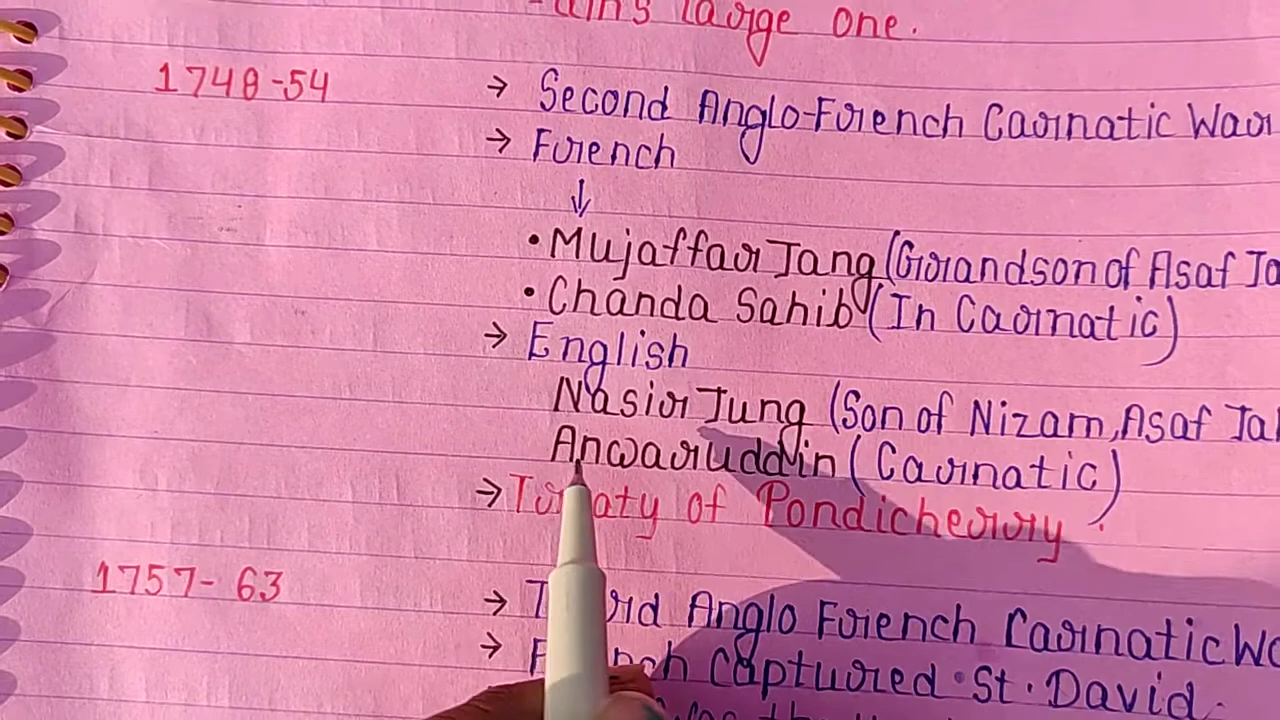 large one.
1748-54 → Second Anglo-French Carnatic War
→ French
↓
• Mujaffar Jang (Grandson of Asaf Ja
• Chanda Sahib (In Carnatic)
→ English
Nasir Jung (Son of Nizam, Asaf Ja
Anwaruddin (Carnatic)
→ Treaty of Pondicherry.
1757-63 → Third Anglo French Carnatic Wa
→ French Captured St. David